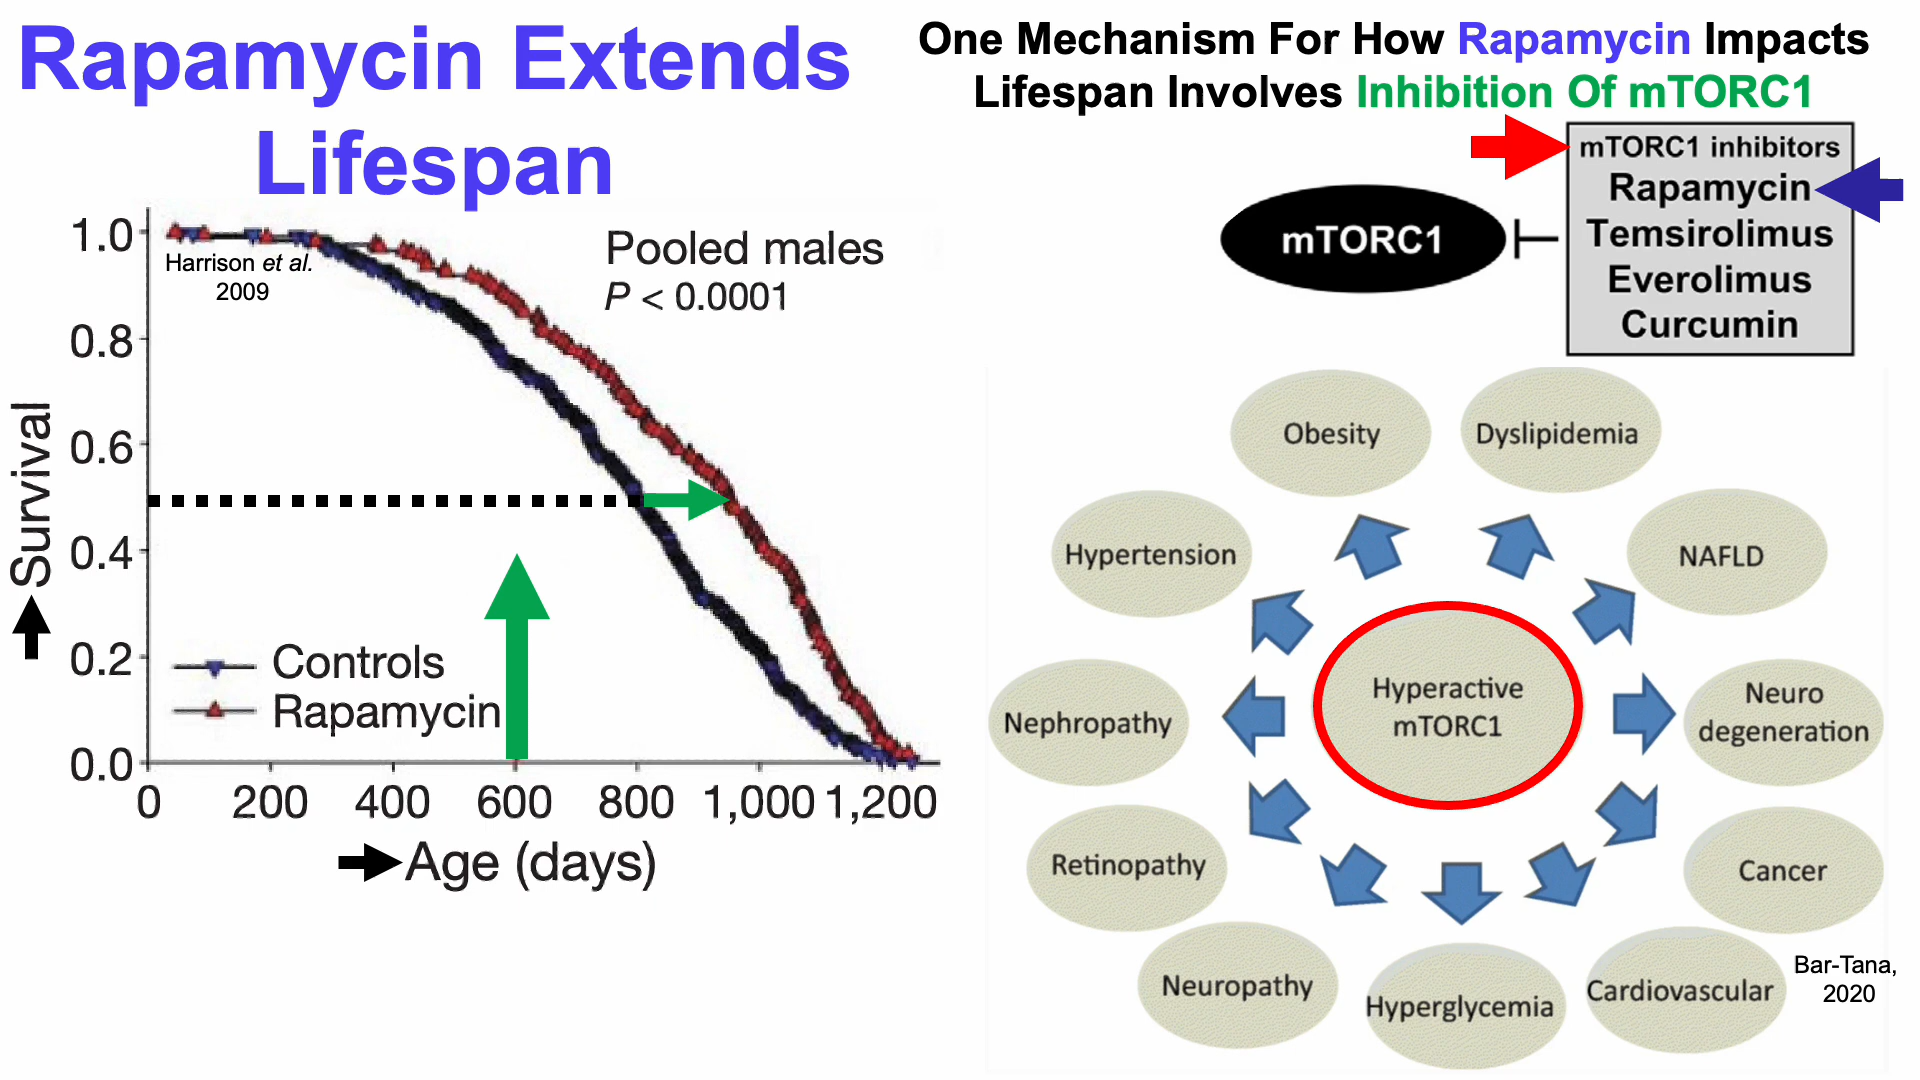 Rapamycin Extends
Lifespan
Harrison et al.
2009
Pooled males
P < 0.0001
Survival
1.0
0.8
0.6
0.4
0.2
0.0
Controls
Rapamycin
0 200 400 600 800 1,000 1,200
Age (days)
One Mechanism For How Rapamycin Impacts
Lifespan Involves Inhibition Of mTORC1
mTORC1
mTORC1 inhibitors
Rapamycin
Temsirolimus
Everolimus
Curcumin
Obesity
Dyslipidemia
Hypertension
NAFLD
Hyperactive
mTORC1
Nephropathy
Neuro
degeneration
Retinopathy
Cancer
Neuropathy
Hyperglycemia
Cardiovascular
Bar-Tana,
2020